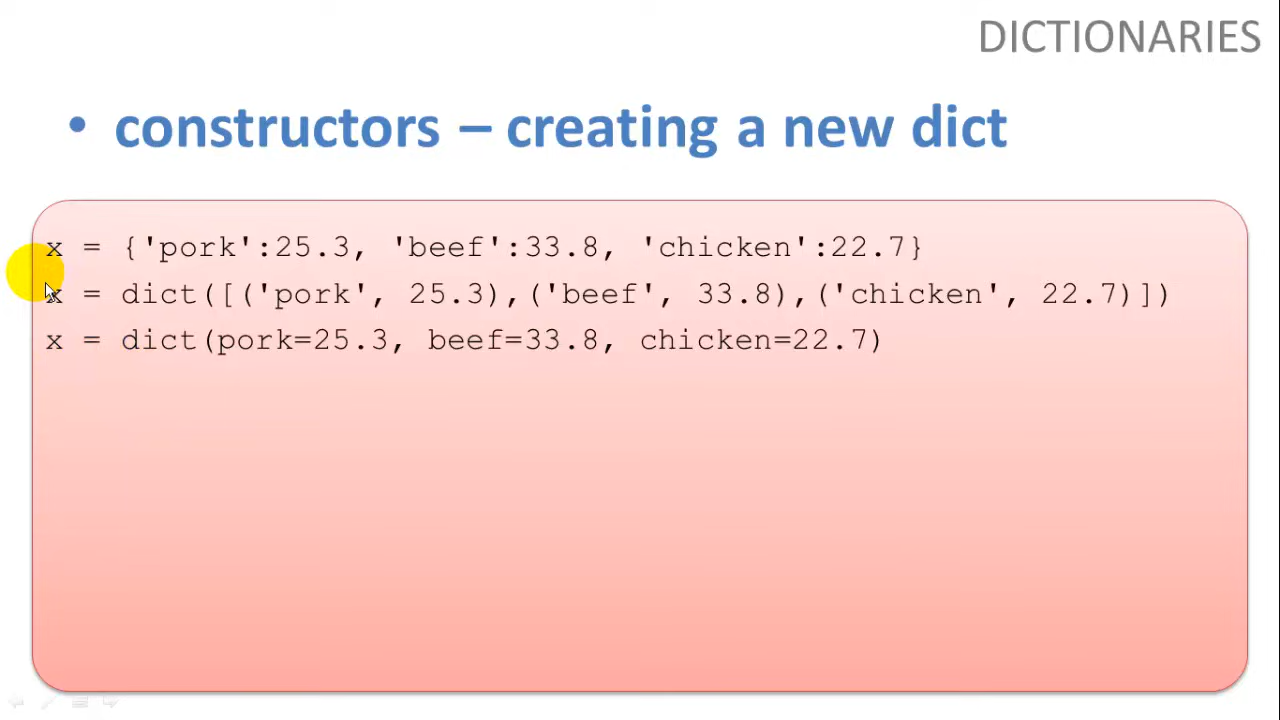 DICTIONARIES
• constructors – creating a new dict
x = {'pork':25.3, 'beef':33.8, 'chicken':22.7}
x = dict([('pork', 25.3),('beef', 33.8),('chicken', 22.7)])
x = dict(pork=25.3, beef=33.8, chicken=22.7)